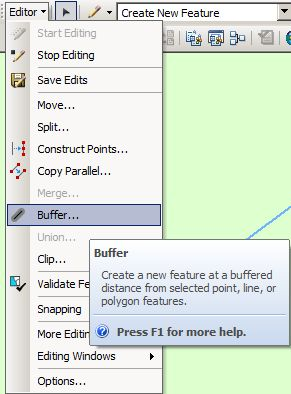 Editor
Create New Feature
Start Editing
Stop Editing
Save Edits
Move...
Split...
Construct Points...
Copy Parallel...
Merge...
Buffer...
Union...
Clip...
Validate Fe
Snapping
More Editin
Editing Windows
Options...
Buffer
Create a new feature at a buffered
distance from selected point, line, or
polygon features.
Press F1 for more help.